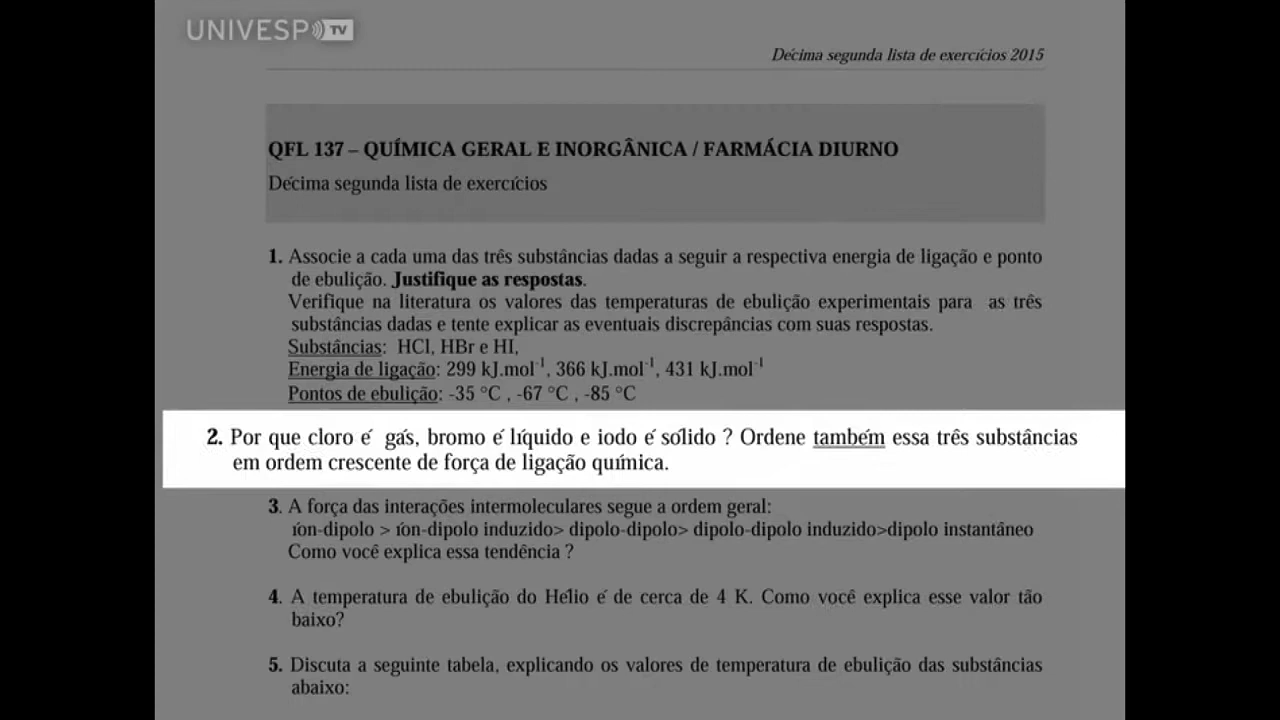 UNIVESP TV
Décima segunda lista de exercícios 2015
QFL 137 – QUÍMICA GERAL E INORGÂNICA / FARMÁCIA DIURNO
Décima segunda lista de exercícios
1. Associe a cada uma das três substâncias dadas a seguir a respectiva energia de ligação e ponto
de ebulição. Justifique as respostas.
Verifique na literatura os valores das temperaturas de ebulição experimentais para as três
substâncias dadas e tente explicar as eventuais discrepâncias com suas respostas.
Substâncias: HCl, HBr e HI,
Energia de ligação: 299 kJ.mol⁻¹, 366 kJ.mol⁻¹, 431 kJ.mol⁻¹
Pontos de ebulição: -35 °C , -67 °C , -85 °C
2. Por que cloro é gás, bromo é líquido e iodo é sólido ? Ordene também essa três substâncias
em ordem crescente de força de ligação química.
3. A força das interações intermoleculares segue a ordem geral:
íon-dipolo > íon-dipolo induzido> dipolo-dipolo> dipolo-dipolo induzido>dipolo instantâneo
Como você explica essa tendência ?
4. A temperatura de ebulição do Hélio é de cerca de 4 K. Como você explica esse valor tão
baixo?
5. Discuta a seguinte tabela, explicando os valores de temperatura de ebulição das substâncias
abaixo: